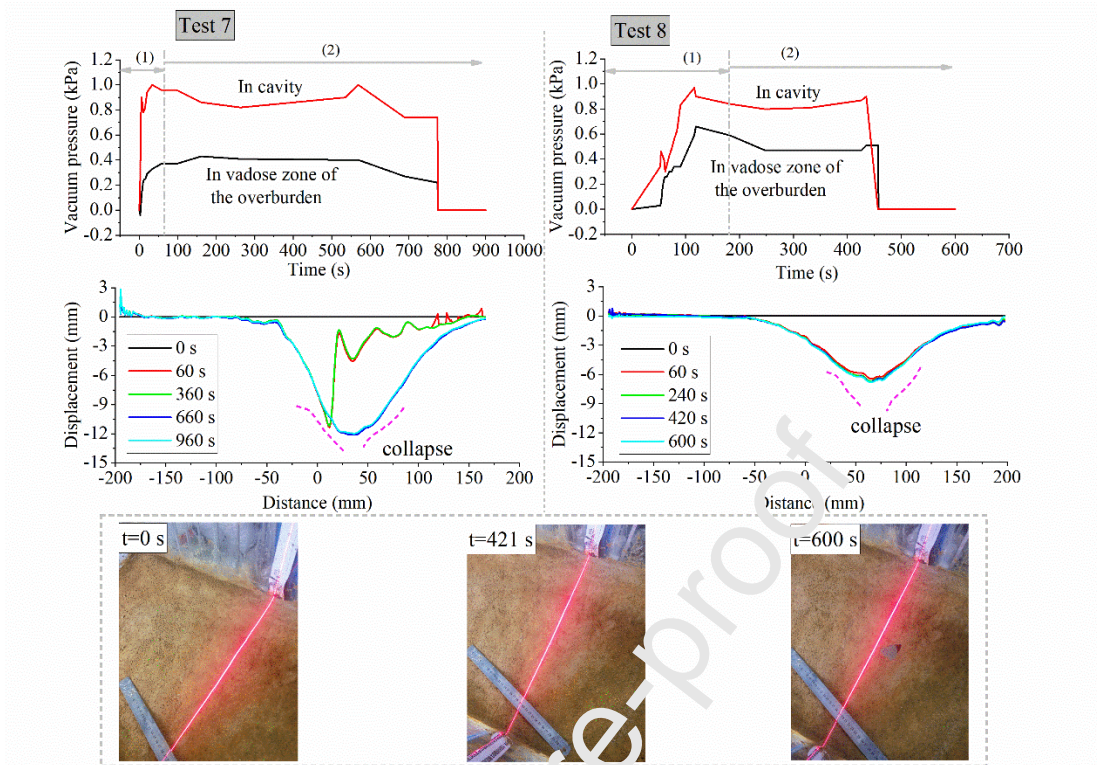 Test 7
Test 8
(1)
(2)
(1)
(2)
Vacuum pressure (kPa)
1.2
1.0
0.8
0.6
0.4
0.2
0.0
-0.2
In cavity
In vadose zone of
the overburden
0 100 200 300 400 500 600 700 800 900 1000
Time (s)
Vacuum pressure (kPa)
1.2
1.0
0.8
0.6
0.4
0.2
0.0
-0.2
In cavity
In vadose zone of
the overburden
0 100 200 300 400 500 600 700
Time (s)
Displacement (mm)
3
0
-3
-6
-9
-12
-15
0 s
60 s
360 s
660 s
960 s
collapse
-200 -150 -100 -50 0 50 100 150 200
Distance (mm)
Displacement (mm)
3
0
-3
-6
-9
-12
-15
0 s
60 s
240 s
420 s
600 s
collapse
-200 -150 -100 -50 0 50 100 150 200
Distance (mm)
t=0 s
t=421 s
t=600 s
re-proof